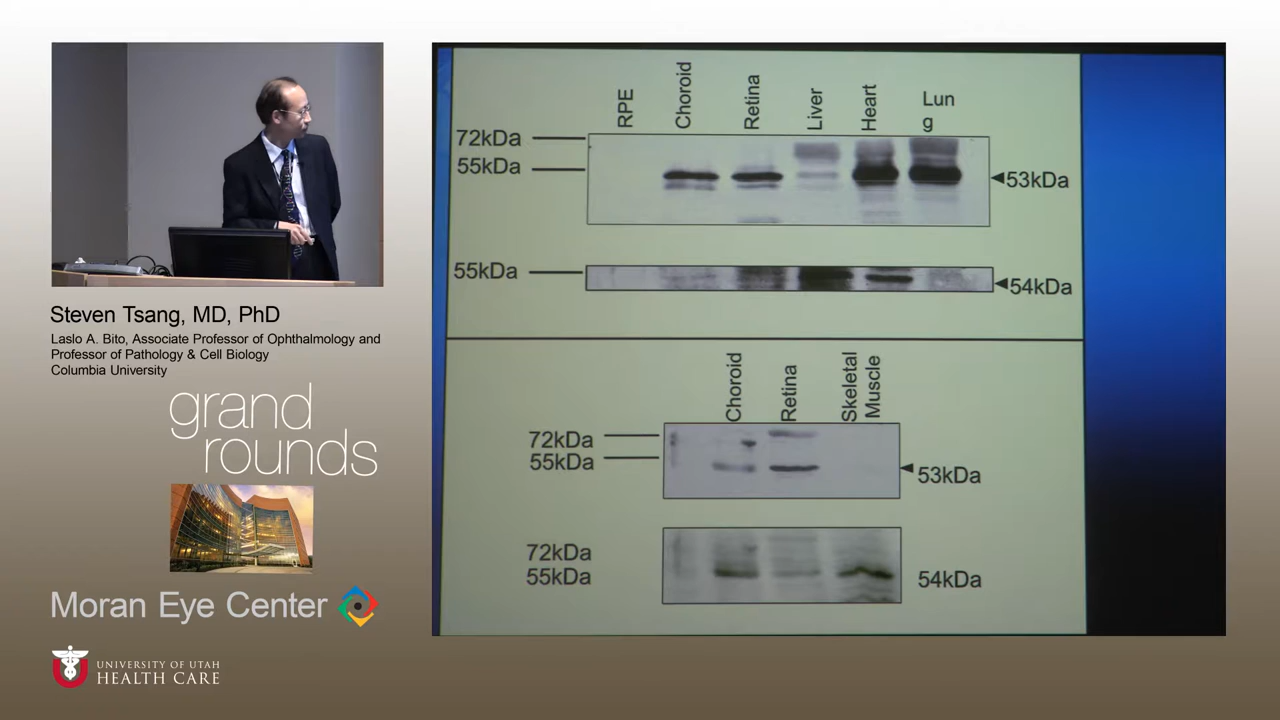 Steven Tsang, MD, PhD
Laslo A. Bito, Associate Professor of Ophthalmology and
Professor of Pathology & Cell Biology
Columbia University
grand
rounds
Moran Eye Center
UNIVERSITY OF UTAH
HEALTH CARE
RPE
Choroid
Retina
Liver
Heart
Lun
g
72kDa
55kDa
53kDa
55kDa
54kDa
Choroid
Retina
Skeletal
Muscle
72kDa
55kDa
53kDa
72kDa
55kDa
54kDa